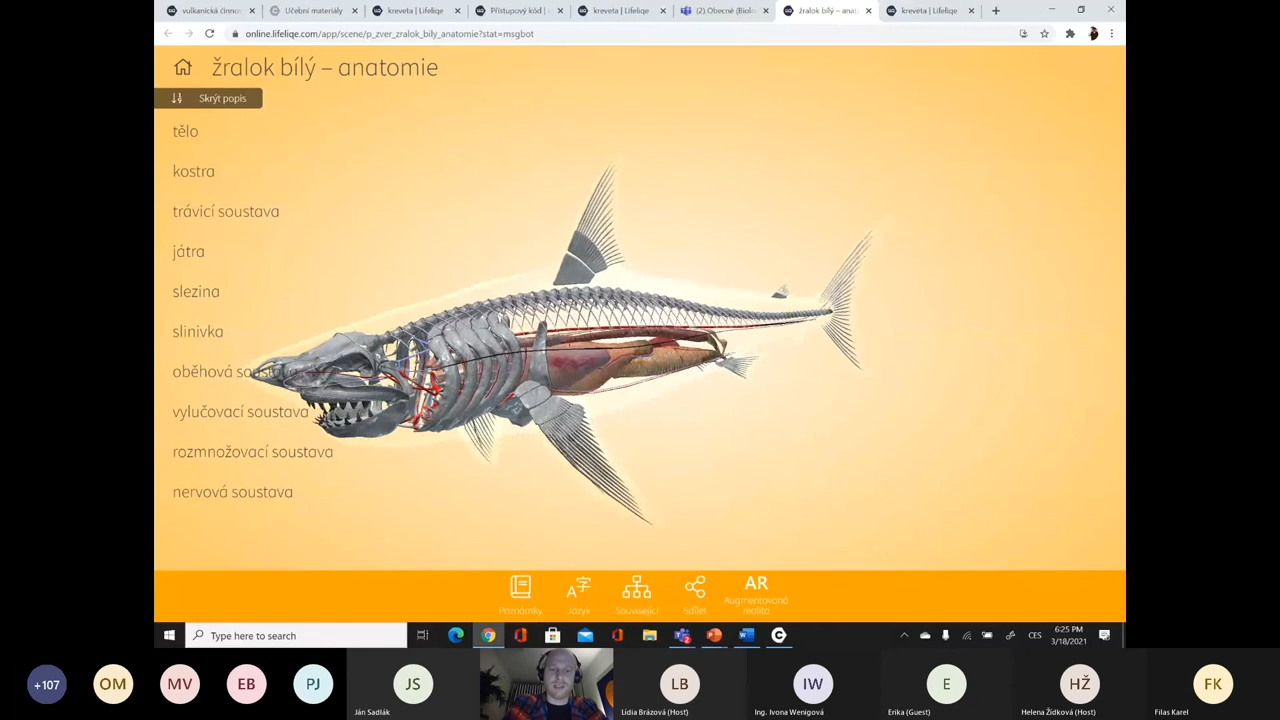 vulkanická činno
Učební materiály
kreveta | Lifeliqe
Přístupový kód |
kreveta | Lifeliqe
(2) Obecné (Biolo
žralok bílý – anato
kreveta | Lifeliqe
online.lifeliqe.com/app/scene/p_zver_zralok_bily_anatomie?stat=msgbot
žralok bílý – anatomie
Skrýt popis
tělo
kostra
trávicí soustava
játra
slezina
slinivka
oběhová soustava
vylučovací soustava
rozmnožovací soustava
nervová soustava
Poznámky
Jazyk
Související
Sdílet
AR
Augmentovaná
realita
Type here to search
CES
6:25 PM
3/18/2021
+107
OM
MV
EB
PJ
JS
Ján Sadlák
LB
Lídia Brázová (Host)
IW
Ing. Ivona Wenigová
E
Erika (Guest)
HŽ
Helena Žídková (Host)
FK
Filas Karel